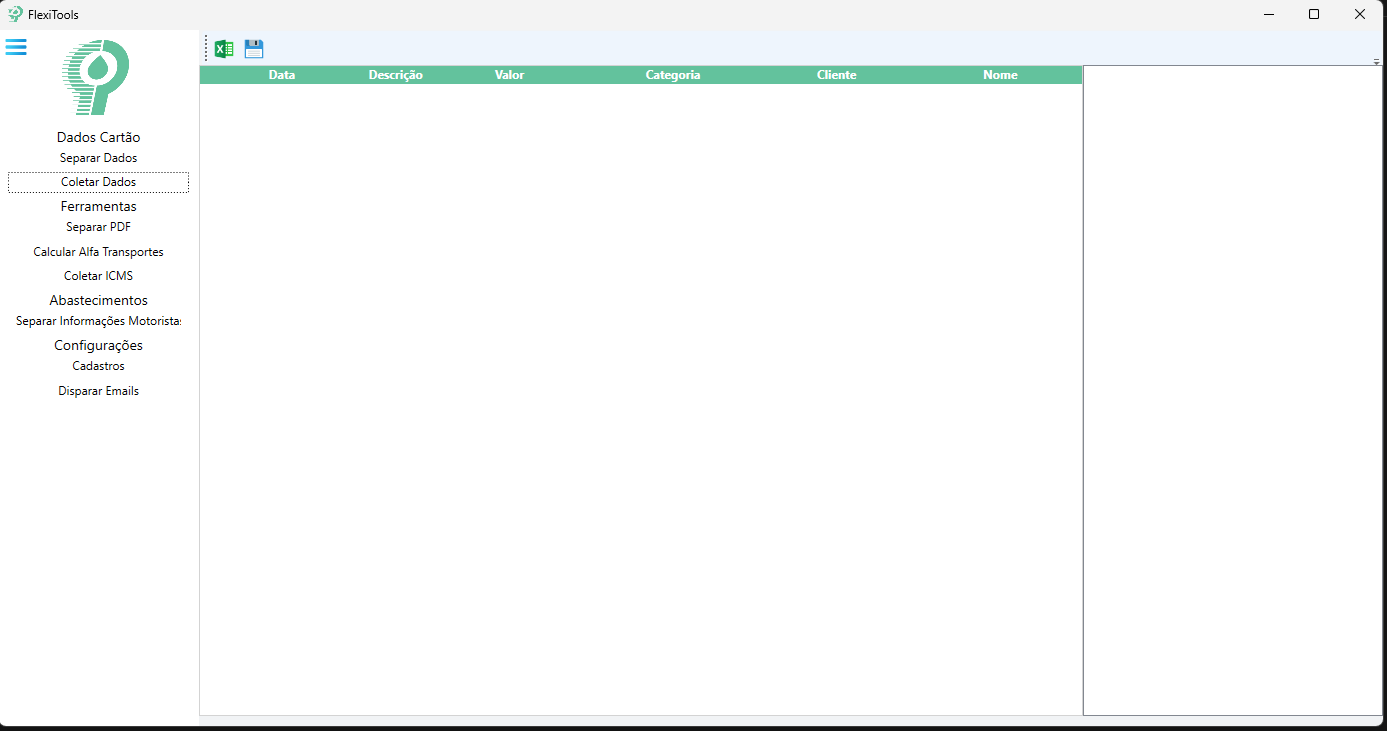 FlexiTools
Dados Cartão
Separar Dados
Coletar Dados
Ferramentas
Separar PDF
Calcular Alfa Transportes
Coletar ICMS
Abastecimentos
Separar Informações Motorista
Configurações
Cadastros
Disparar Emails
Data Descrição Valor Categoria Cliente Nome